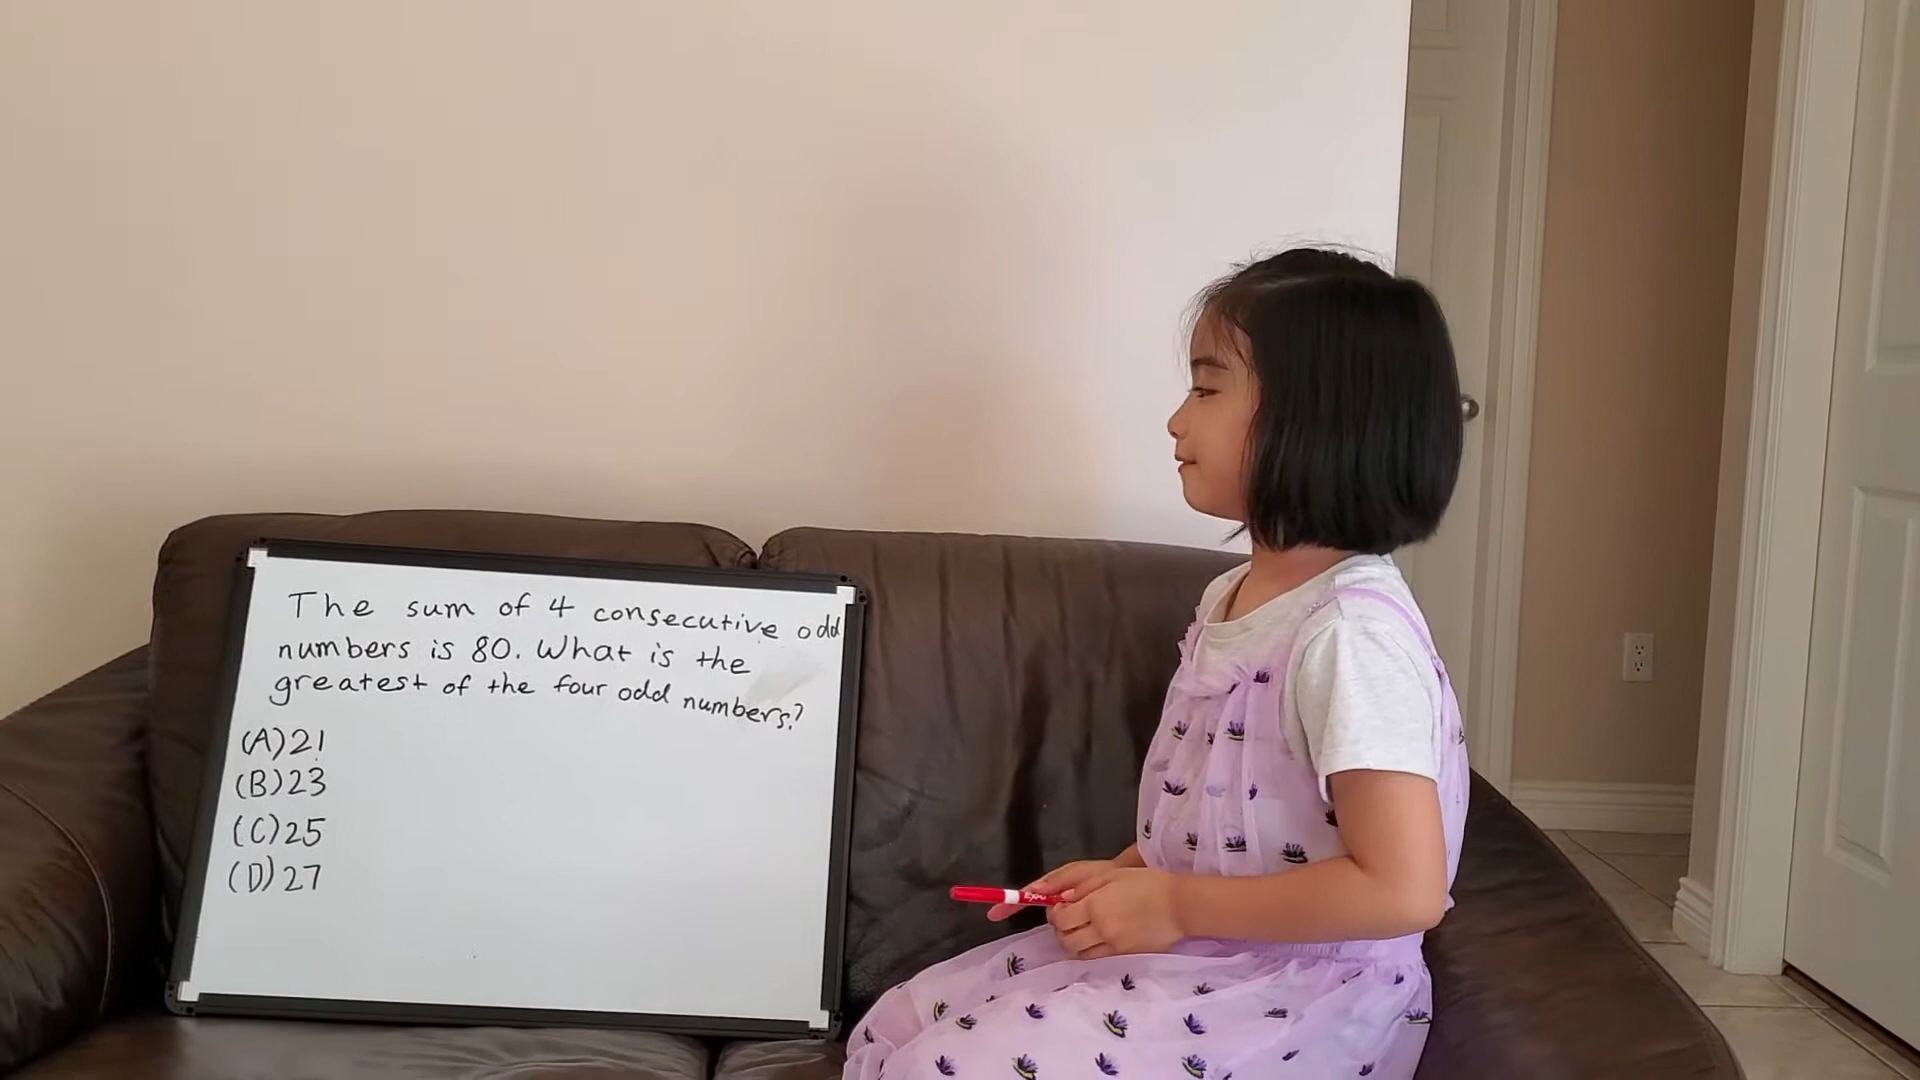 The sum of 4 consecutive odd
numbers is 80. What is the
greatest of the four odd numbers?
(A) 21
(B) 23
(C) 25
(D) 27
EXPO